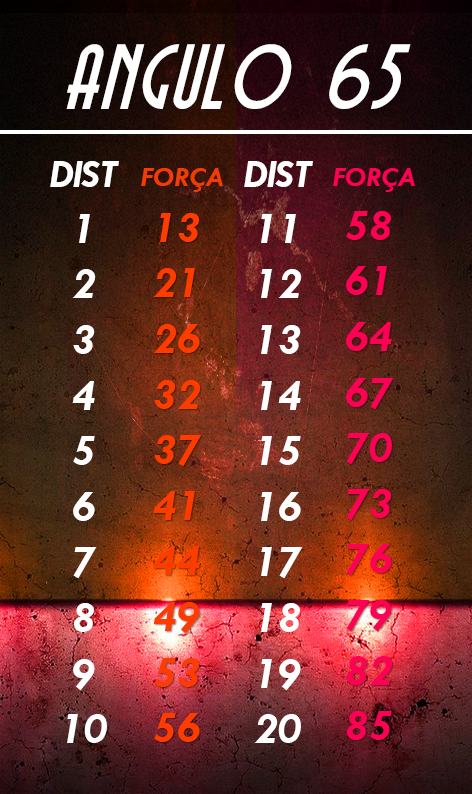 ANGULO 65
DIST FORÇA DIST FORÇA
1 13 11 58
2 21 12 61
3 26 13 64
4 32 14 67
5 37 15 70
6 41 16 73
7 44 17 76
8 49 18 79
9 53 19 82
10 56 20 85